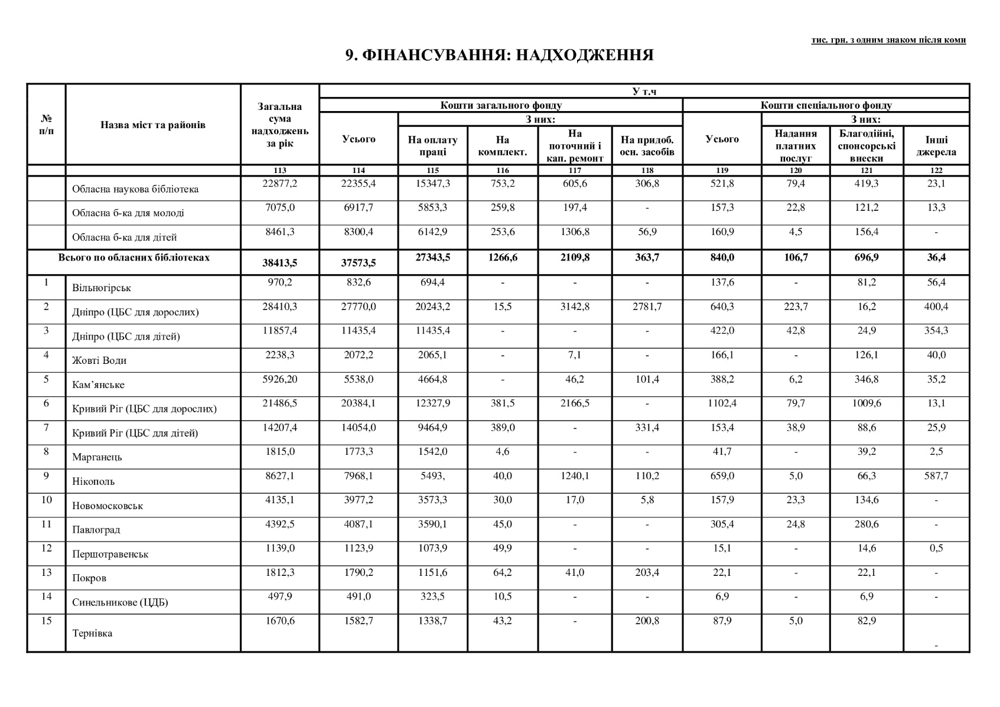 тис. грн. з одним знаком після коми
9. ФІНАНСУВАННЯ: НАДХОДЖЕННЯ
№ п/п
Назва міст та районів
Загальна сума надходжень за рік
У т.ч
Кошти загального фонду
Кошти спеціального фонду
Усього
З них:
Усього
З них:
На оплату праці
На комплект.
На поточний і кап. ремонт
На придоб. осн. засобів
Надання платних послуг
Благодійні, спонсорські внески
Інші джерела
113 114 115 116 117 118 119 120 121 122
Обласна наукова бібліотека 22877,2 22355,4 15347,3 753,2 605,6 306,8 521,8 79,4 419,3 23,1
Обласна б-ка для молоді 7075,0 6917,7 5853,3 259,8 197,4 - 157,3 22,8 121,2 13,3
Обласна б-ка для дітей 8461,3 8300,4 6142,9 253,6 1306,8 56,9 160,9 4,5 156,4 -
Всього по обласних бібліотеках 38413,5 37573,5 27343,5 1266,6 2109,8 363,7 840,0 106,7 696,9 36,4
1 Вільногірськ 970,2 832,6 694,4 - - - 137,6 - 81,2 56,4
2 Дніпро (ЦБС для дорослих) 28410,3 27770,0 20243,2 15,5 3142,8 2781,7 640,3 223,7 16,2 400,4
3 Дніпро (ЦБС для дітей) 11857,4 11435,4 11435,4 - - - 422,0 42,8 24,9 354,3
4 Жовті Води 2238,3 2072,2 2065,1 - 7,1 - 166,1 - 126,1 40,0
5 Кам’янське 5926,20 5538,0 4664,8 - 46,2 101,4 388,2 6,2 346,8 35,2
6 Кривий Ріг (ЦБС для дорослих) 21486,5 20384,1 12327,9 381,5 2166,5 - 1102,4 79,7 1009,6 13,1
7 Кривий Ріг (ЦБС для дітей) 14207,4 14054,0 9464,9 389,0 - 331,4 153,4 38,9 88,6 25,9
8 Марганець 1815,0 1773,3 1542,0 4,6 - - 41,7 - 39,2 2,5
9 Нікополь 8627,1 7968,1 5493, 40,0 1240,1 110,2 659,0 5,0 66,3 587,7
10 Новомосковськ 4135,1 3977,2 3573,3 30,0 17,0 5,8 157,9 23,3 134,6 -
11 Павлоград 4392,5 4087,1 3590,1 45,0 - - 305,4 24,8 280,6 -
12 Першотравенськ 1139,0 1123,9 1073,9 49,9 - - 15,1 - 14,6 0,5
13 Покров 1812,3 1790,2 1151,6 64,2 41,0 203,4 22,1 - 22,1 -
14 Синельникове (ЦДБ) 497,9 491,0 323,5 10,5 - - 6,9 - 6,9 -
15 Тернівка 1670,6 1582,7 1338,7 43,2 - 200,8 87,9 5,0 82,9 -